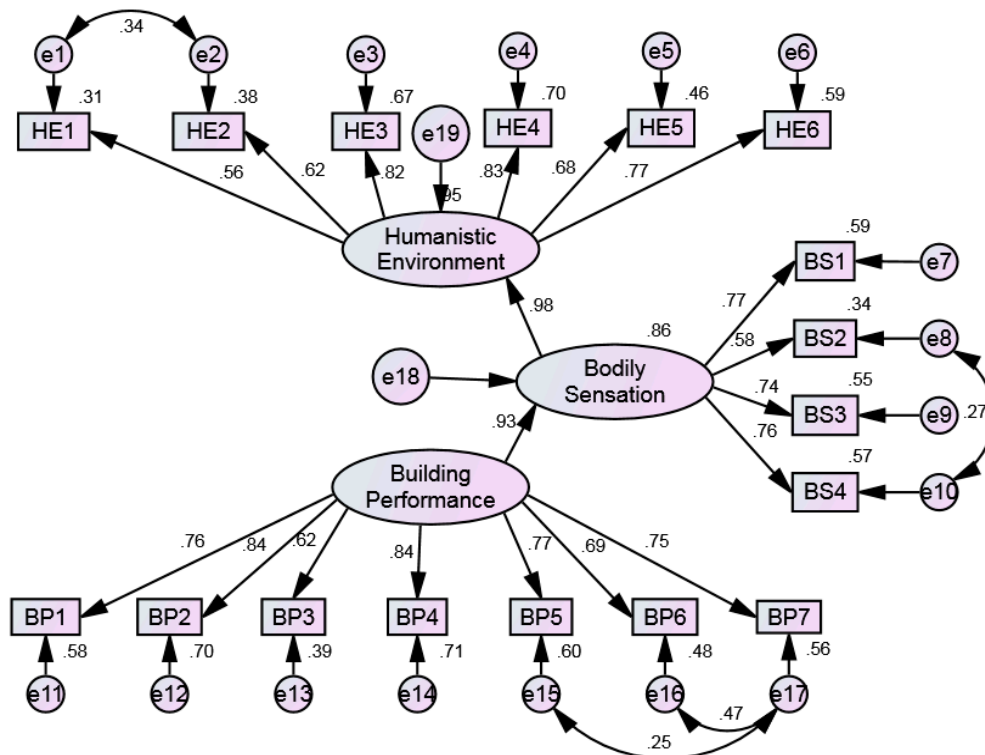 .34
e1
e2
e3
e4
e5
e6
.31
.38
.67
.70
.46
.59
HE1
HE2
HE3
HE4
HE5
HE6
e19
.56
.62
.82
.83
.68
.77
.95
Humanistic
Environment
.98
.59
BS1
e7
.77
.86
.34
BS2
e8
.58
e18
Bodily
Sensation
.74
.55
BS3
e9
.27
.76
.93
.57
BS4
e10
Building
Performance
.76
.84
.62
.84
.77
.69
.75
BP1
BP2
BP3
BP4
BP5
BP6
BP7
.58
.70
.39
.71
.60
.48
.56
e11
e12
e13
e14
e15
e16
e17
.47
.25